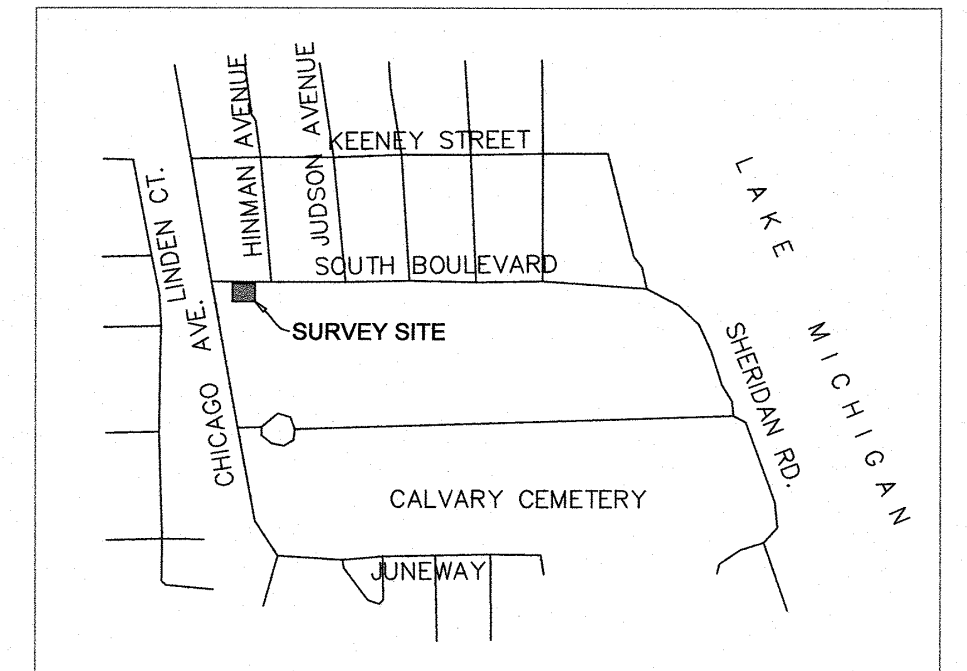 HINMAN AVENUE
JUDSON AVENUE
KEENEY STREET
LINDEN CT.
SOUTH BOULEVARD
SURVEY SITE
CHICAGO AVE.
SHERIDAN RD.
LAKE MICHIGAN
CALVARY CEMETERY
JUNEWAY